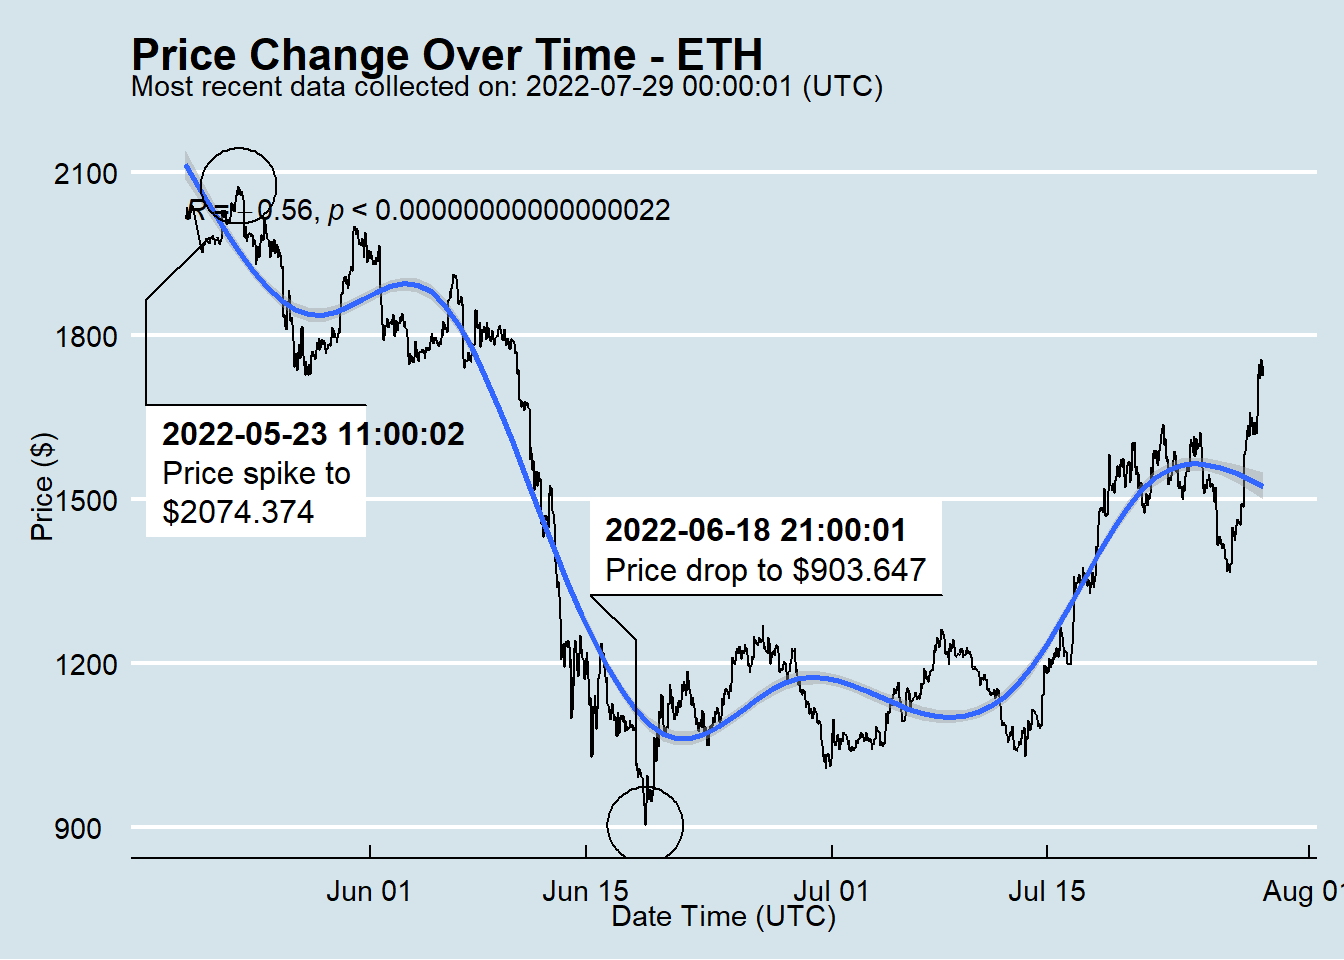 Price Change Over Time - ETH
Most recent data collected on: 2022-07-29 00:00:01 (UTC)
2100
R = −0.56, p < 0.00000000000000022
1800
2022-05-23 11:00:02
Price spike to
$2074.374
Price ($)
1500
2022-06-18 21:00:01
Price drop to $903.647
1200
900
Jun 01 Jun 15 Jul 01 Jul 15 Aug 01
Date Time (UTC)